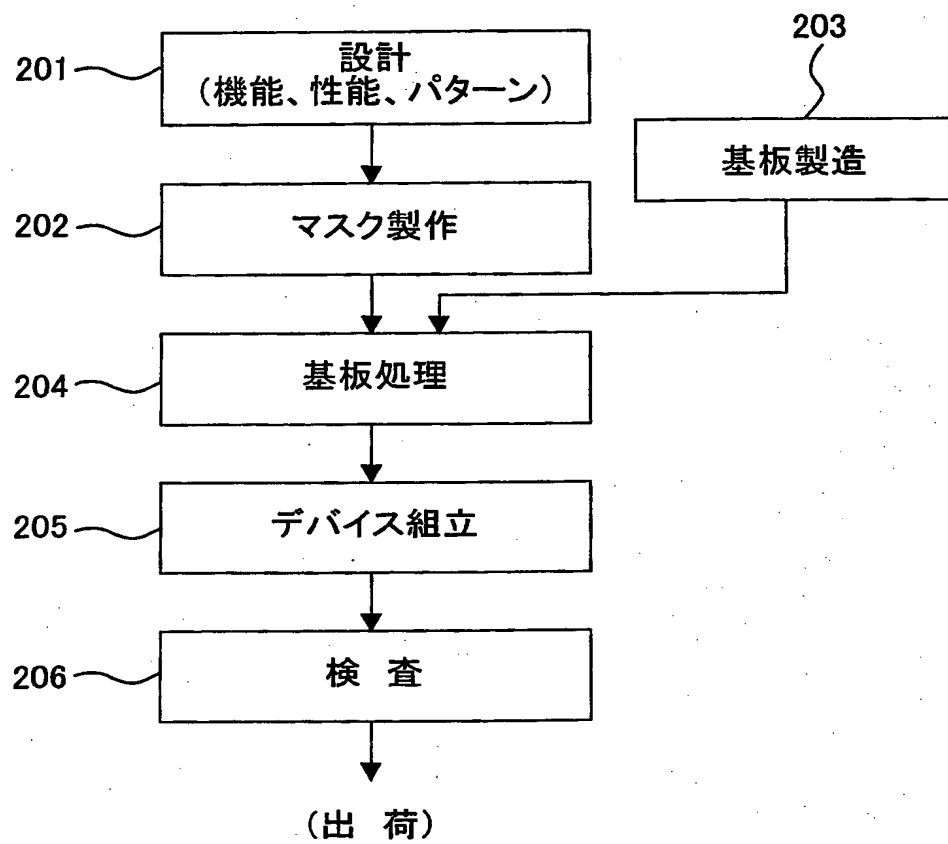 203
201
設計
（機能、性能、パターン）
基板製造
202
マスク製作
204
基板処理
205
デバイス組立
206
検 査
（出 荷）